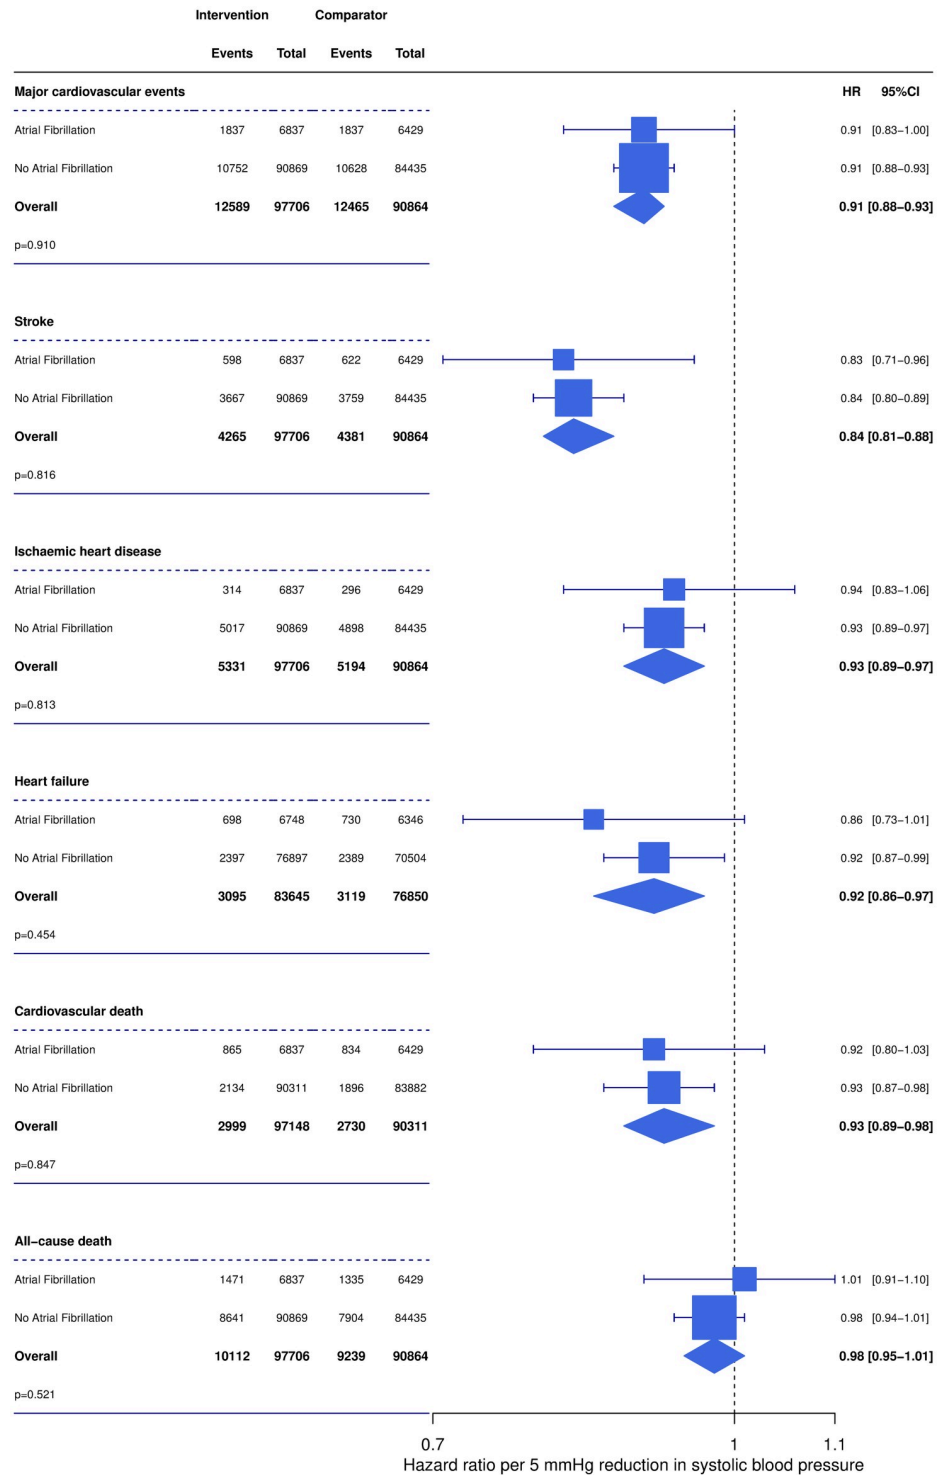 Intervention Comparator
Events Total Events Total
Major cardiovascular events HR 95%CI
Atrial Fibrillation 1837 6837 1837 6429 0.91 [0.83−1.00]
No Atrial Fibrillation 10752 90869 10628 84435 0.91 [0.88−0.93]
Overall 12589 97706 12465 90864 0.91 [0.88−0.93]
p=0.910
Stroke
Atrial Fibrillation 598 6837 622 6429 0.83 [0.71−0.96]
No Atrial Fibrillation 3667 90869 3759 84435 0.84 [0.80−0.89]
Overall 4265 97706 4381 90864 0.84 [0.81−0.88]
p=0.816
Ischaemic heart disease
Atrial Fibrillation 314 6837 296 6429 0.94 [0.83−1.06]
No Atrial Fibrillation 5017 90869 4898 84435 0.93 [0.89−0.97]
Overall 5331 97706 5194 90864 0.93 [0.89−0.97]
p=0.813
Heart failure
Atrial Fibrillation 698 6748 730 6346 0.86 [0.73−1.01]
No Atrial Fibrillation 2397 76897 2389 70504 0.92 [0.87−0.99]
Overall 3095 83645 3119 76850 0.92 [0.86−0.97]
p=0.454
Cardiovascular death
Atrial Fibrillation 865 6837 834 6429 0.92 [0.80−1.03]
No Atrial Fibrillation 2134 90311 1896 83882 0.93 [0.87−0.98]
Overall 2999 97148 2730 90311 0.93 [0.89−0.98]
p=0.847
All−cause death
Atrial Fibrillation 1471 6837 1335 6429 1.01 [0.91−1.10]
No Atrial Fibrillation 8641 90869 7904 84435 0.98 [0.94−1.01]
Overall 10112 97706 9239 90864 0.98 [0.95−1.01]
p=0.521
0.7 1 1.1
Hazard ratio per 5 mmHg reduction in systolic blood pressure